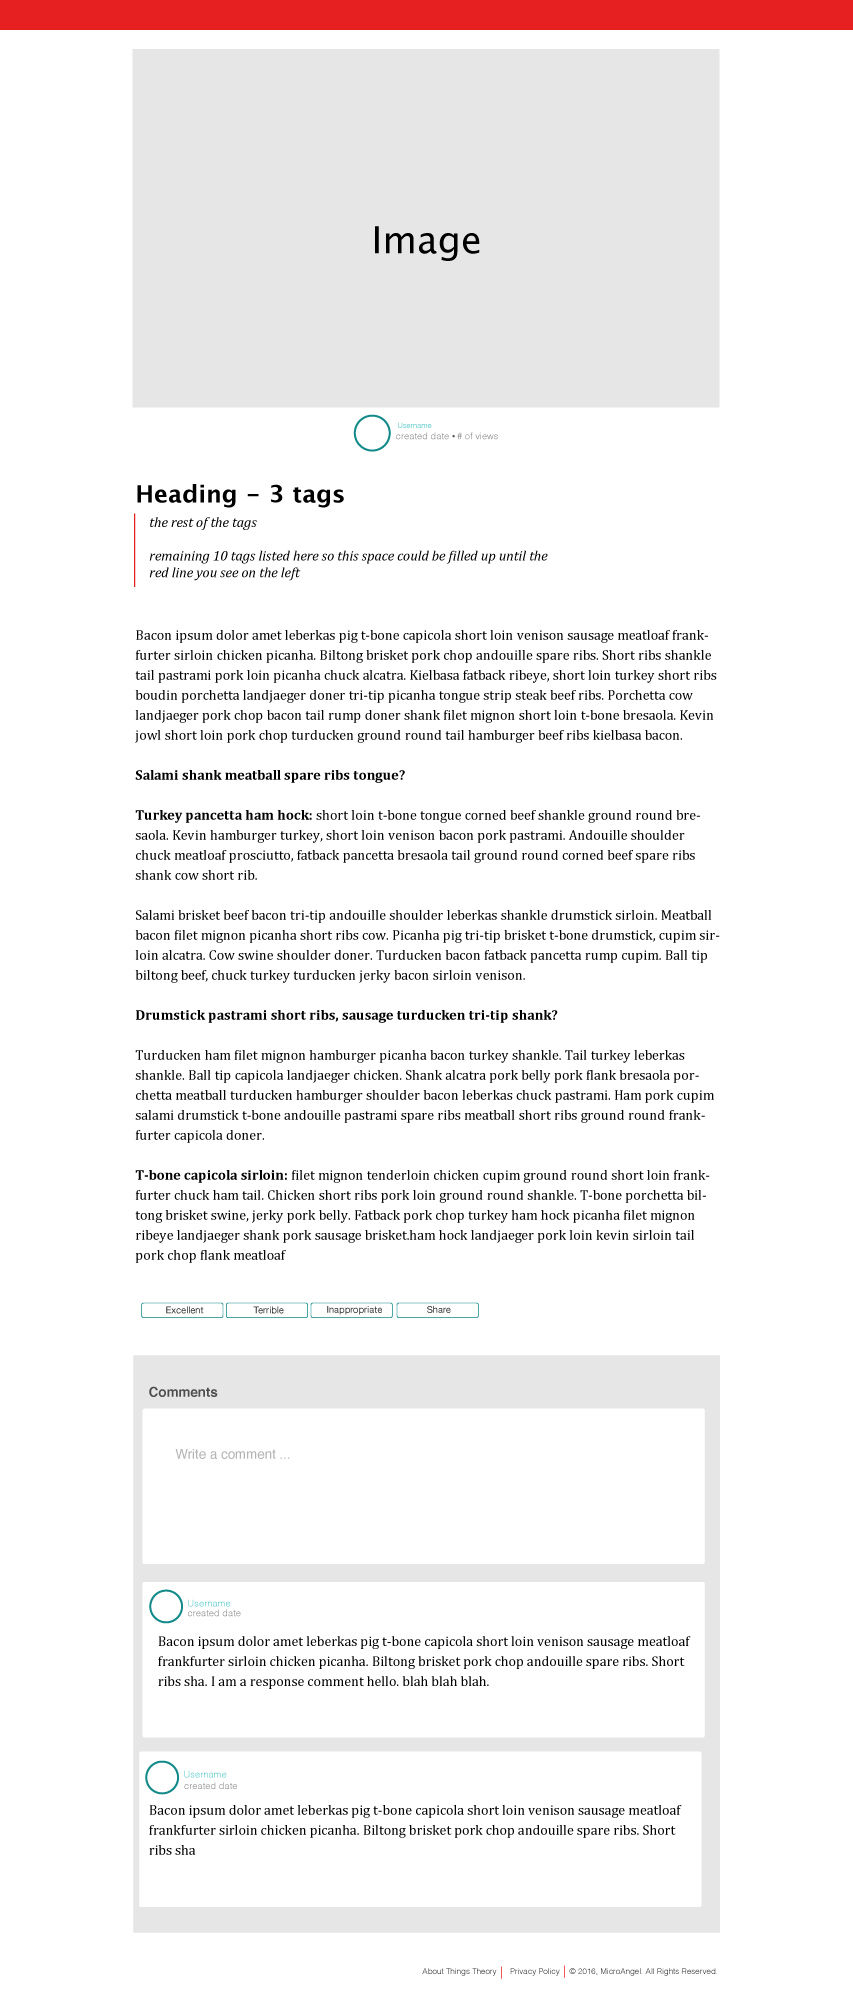 Image
Username
created date • # of views
Heading - 3 tags
the rest of the tags
remaining 10 tags listed here so this space could be filled up until the
red line you see on the left
Bacon ipsum dolor amet leberkas pig t-bone capicola short loin venison sausage meatloaf frank-
furter sirloin chicken picanha. Biltong brisket pork chop andouille spare ribs. Short ribs shankle
tail pastrami pork loin picanha chuck alcatra. Kielbasa fatback ribeye, short loin turkey short ribs
boudin porchetta landjaeger doner tri-tip picanha tongue strip steak beef ribs. Porchetta cow
landjaeger pork chop bacon tail rump doner shank filet mignon short loin t-bone bresaola. Kevin
jowl short loin pork chop turducken ground round tail hamburger beef ribs kielbasa bacon.
Salami shank meatball spare ribs tongue?
Turkey pancetta ham hock: short loin t-bone tongue corned beef shankle ground round bre-
saola. Kevin hamburger turkey, short loin venison bacon pork pastrami. Andouille shoulder
chuck meatloaf prosciutto, fatback pancetta bresaola tail ground round corned beef spare ribs
shank cow short rib.
Salami brisket beef bacon tri-tip andouille shoulder leberkas shankle drumstick sirloin. Meatball
bacon filet mignon picanha short ribs cow. Picanha pig tri-tip brisket t-bone drumstick, cupim sir-
loin alcatra. Cow swine shoulder doner. Turducken bacon fatback pancetta rump cupim. Ball tip
biltong beef, chuck turkey turducken jerky bacon sirloin venison.
Drumstick pastrami short ribs, sausage turducken tri-tip shank?
Turducken ham filet mignon hamburger picanha bacon turkey shankle. Tail turkey leberkas
shankle. Ball tip capicola landjaeger chicken. Shank alcatra pork belly pork flank bresaola por-
chetta meatball turducken hamburger shoulder bacon leberkas chuck pastrami. Ham pork cupim
salami drumstick t-bone andouille pastrami spare ribs meatball short ribs ground round frank-
furter capicola doner.
T-bone capicola sirloin: filet mignon tenderloin chicken cupim ground round short loin frank-
furter chuck ham tail. Chicken short ribs pork loin ground round shankle. T-bone porchetta bil-
tong brisket swine, jerky pork belly. Fatback pork chop turkey ham hock picanha filet mignon
ribeye landjaeger shank pork sausage brisket.ham hock landjaeger pork loin kevin sirloin tail
pork chop flank meatloaf
Excellent Terrible Inappropriate Share
Comments
Write a comment ...
Username
created date
Bacon ipsum dolor amet leberkas pig t-bone capicola short loin venison sausage meatloaf
frankfurter sirloin chicken picanha. Biltong brisket pork chop andouille spare ribs. Short
ribs sha. I am a response comment hello. blah blah blah.
Username
created date
Bacon ipsum dolor amet leberkas pig t-bone capicola short loin venison sausage meatloaf
frankfurter sirloin chicken picanha. Biltong brisket pork chop andouille spare ribs. Short
ribs sha
About Things Theory | Privacy Policy | © 2016, MicroAngel. All Rights Reserved.